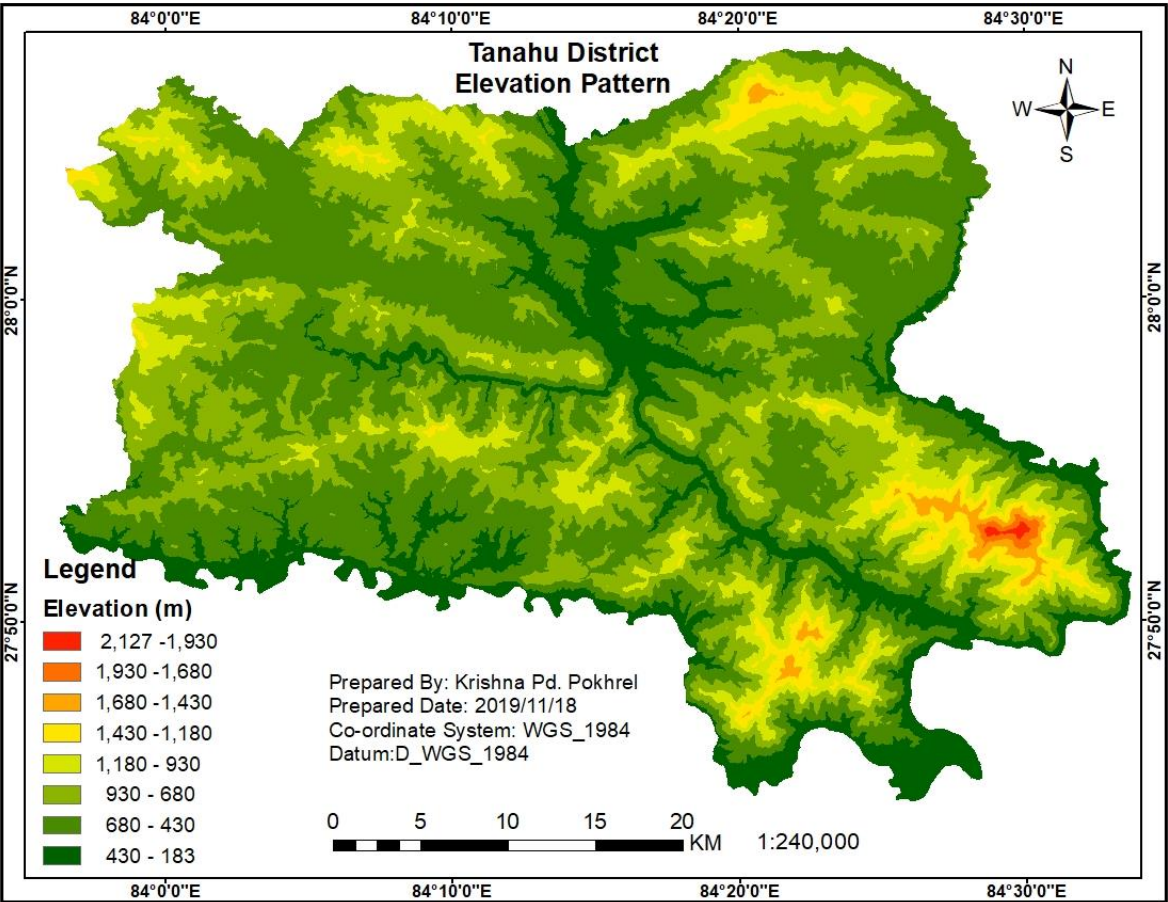 84°0'0"E 84°10'0"E 84°20'0"E 84°30'0"E
Tanahu District
Elevation Pattern
N
W E
S
28°0'0"N 28°0'0"N
27°50'0"N 27°50'0"N
Legend
Elevation (m)
2,127 -1,930
1,930 -1,680
1,680 -1,430
1,430 -1,180
1,180 - 930
930 - 680
680 - 430
430 - 183
Prepared By: Krishna Pd. Pokhrel
Prepared Date: 2019/11/18
Co-ordinate System: WGS_1984
Datum:D_WGS_1984
0 5 10 15 20
KM 1:240,000
84°0'0"E 84°10'0"E 84°20'0"E 84°30'0"E